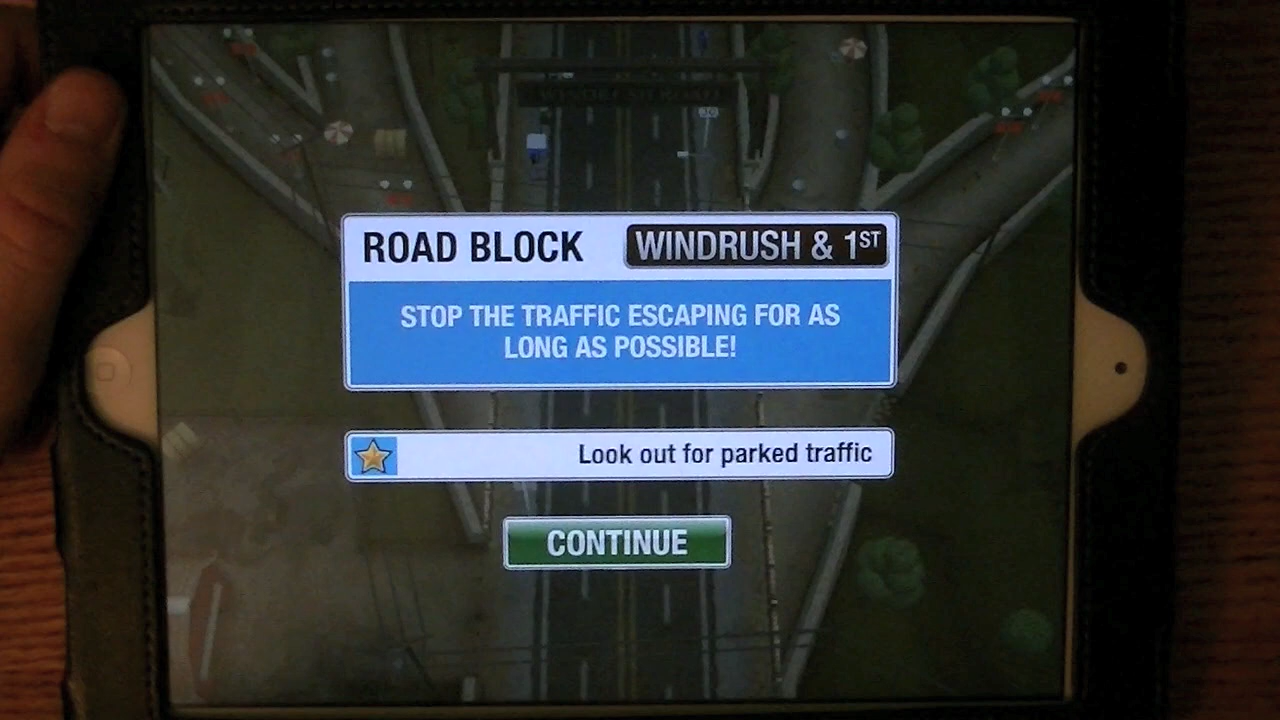 ROAD BLOCK
WINDRUSH & 1ST
STOP THE TRAFFIC ESCAPING FOR AS
LONG AS POSSIBLE!
Look out for parked traffic
CONTINUE